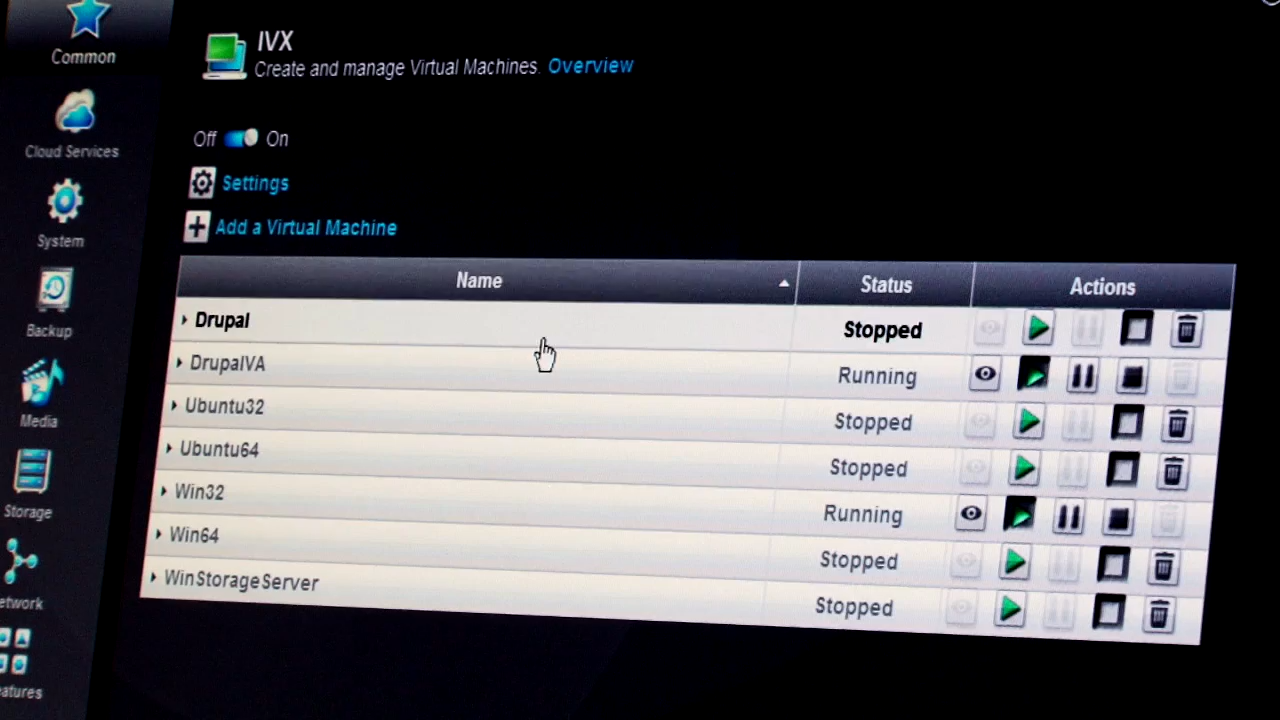 Common
Cloud Services
System
Backup
Media
Storage
etwork
atures
IVX
Create and manage Virtual Machines. Overview
Off On
Settings
Add a Virtual Machine
Name Status Actions
Drupal Stopped
DrupalVA Running
Ubuntu32 Stopped
Ubuntu64 Stopped
Win32 Running
Win64 Stopped
WinStorageServer Stopped